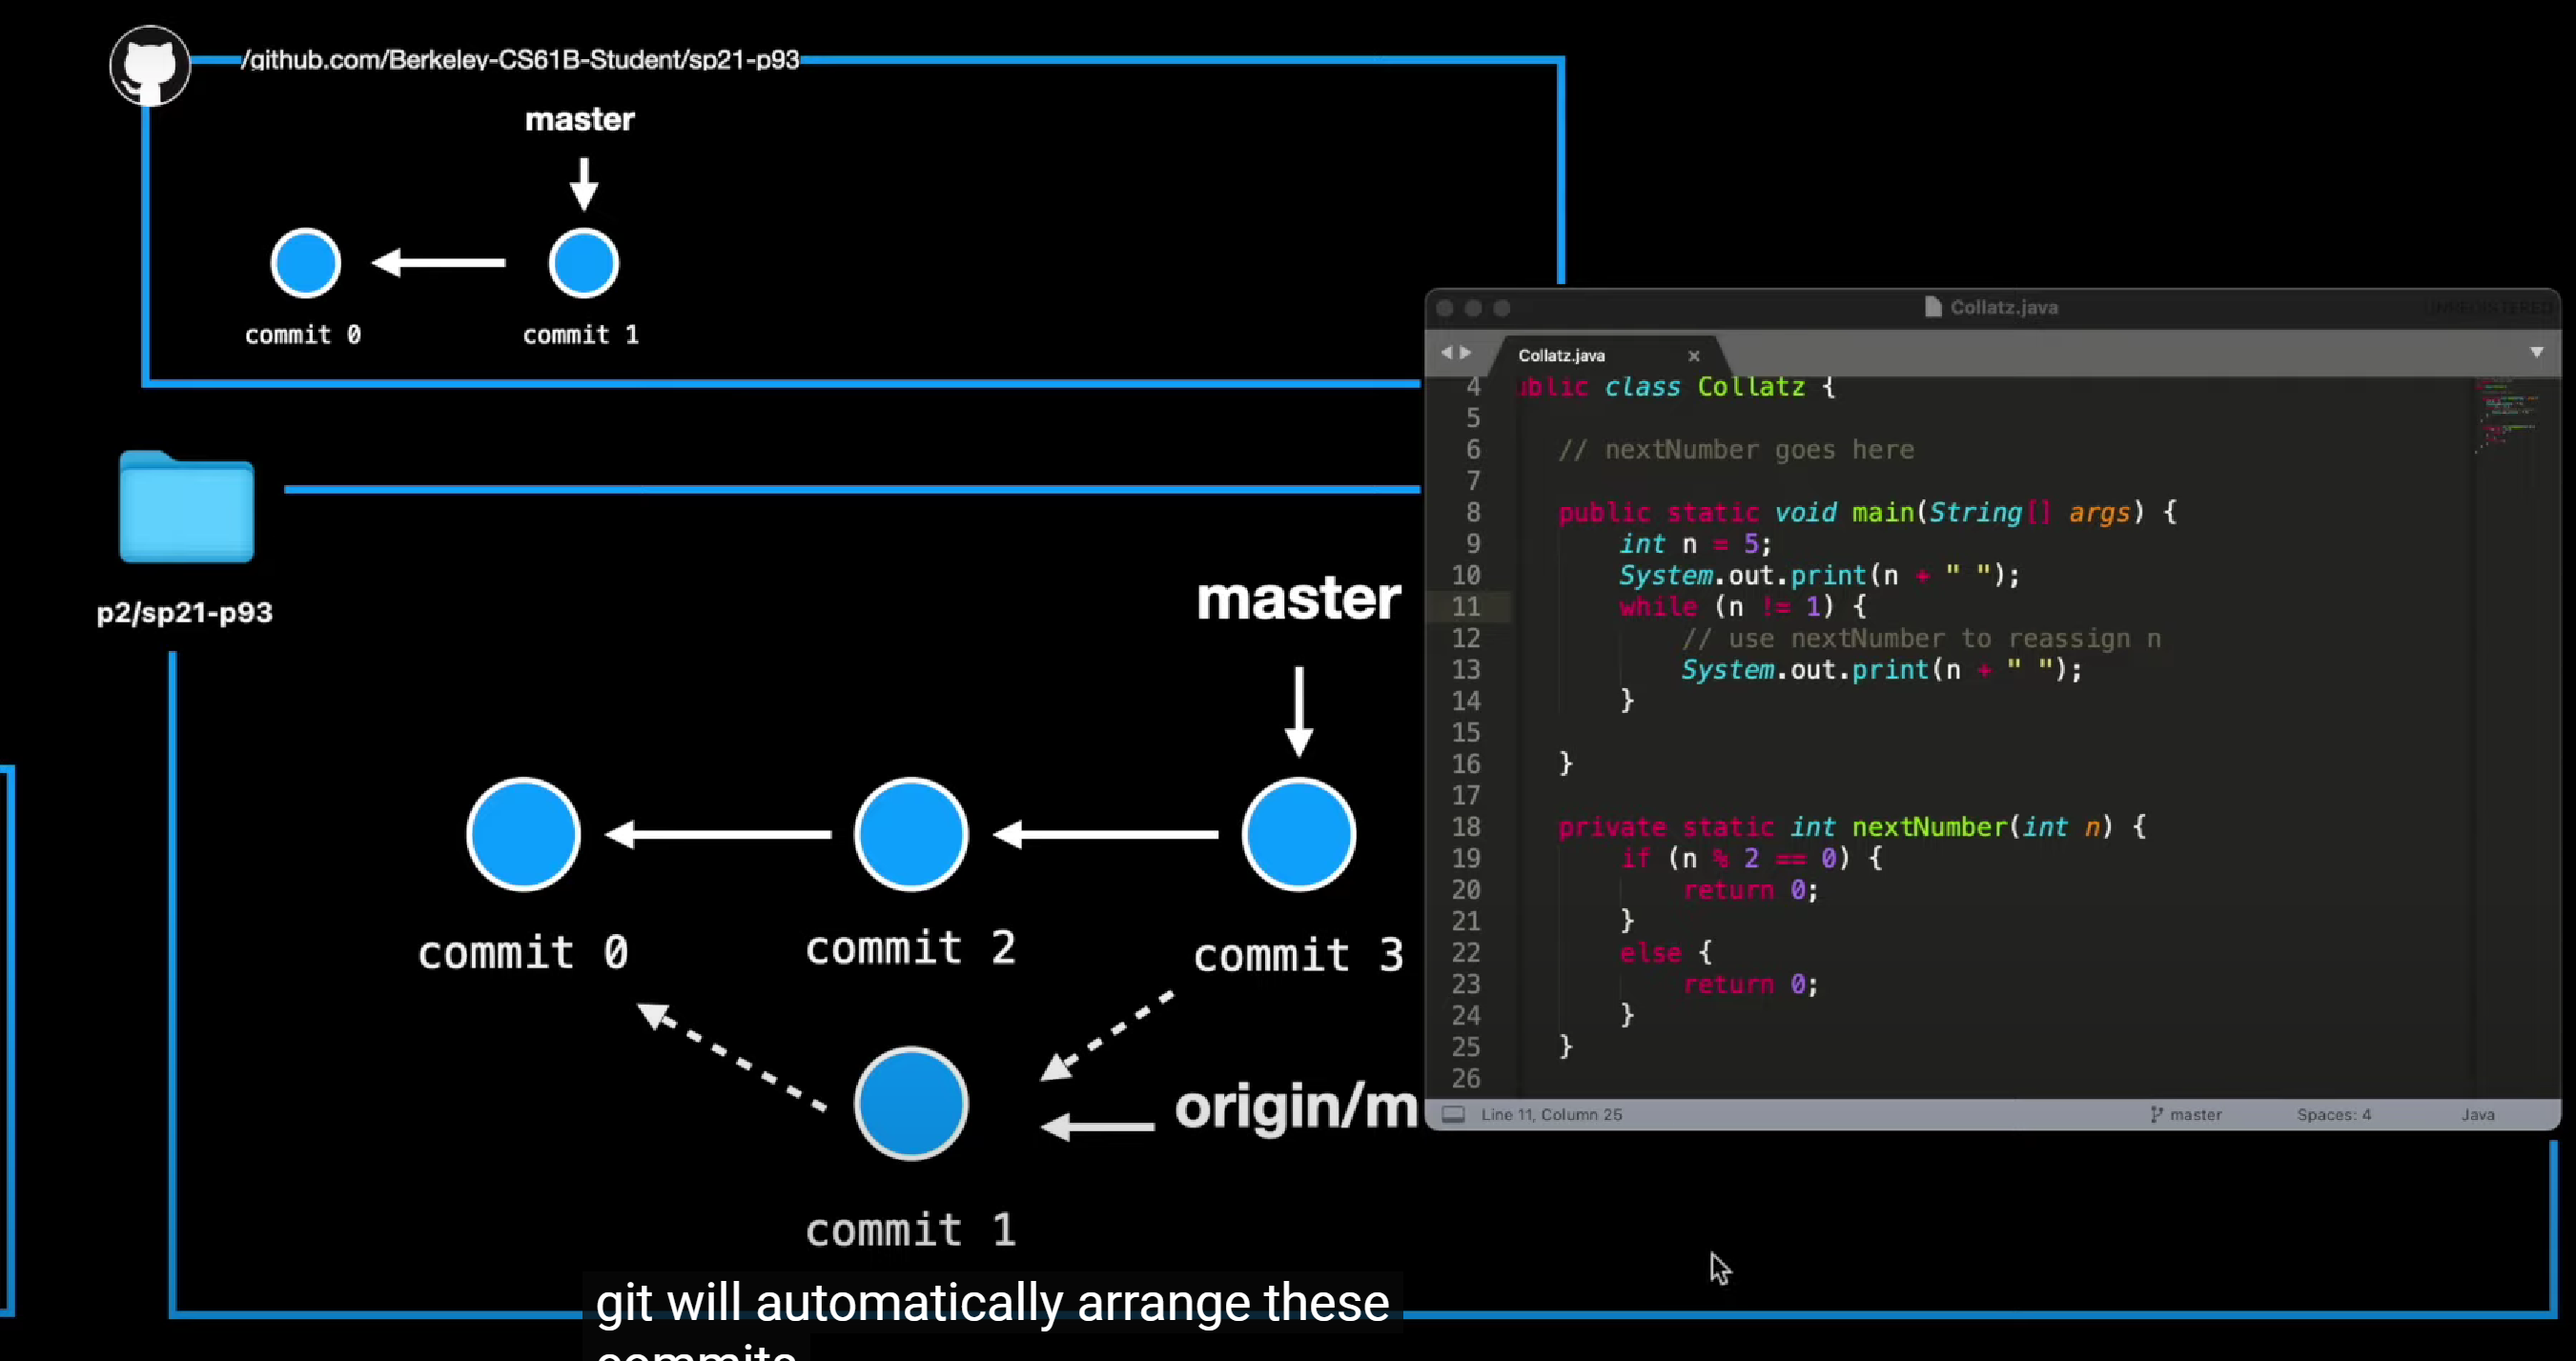 /github.com/Berkeley-CS61B-Student/sp21-p93
master
commit 0
commit 1
p2/sp21-p93
master
commit 0
commit 2
commit 3
origin/m
commit 1
git will automatically arrange these
commits
Collatz.java
UNREGISTERED
Collatz.java
4 ublic class Collatz {
5
6 // nextNumber goes here
7
8 public static void main(String[] args) {
9 int n = 5;
10 System.out.print(n + " ");
11 while (n != 1) {
12 // use nextNumber to reassign n
13 System.out.print(n + " ");
14 }
15
16 }
17
18 private static int nextNumber(int n) {
19 if (n % 2 == 0) {
20 return 0;
21 }
22 else {
23 return 0;
24 }
25 }
26
Line 11, Column 25
master
Spaces: 4
Java